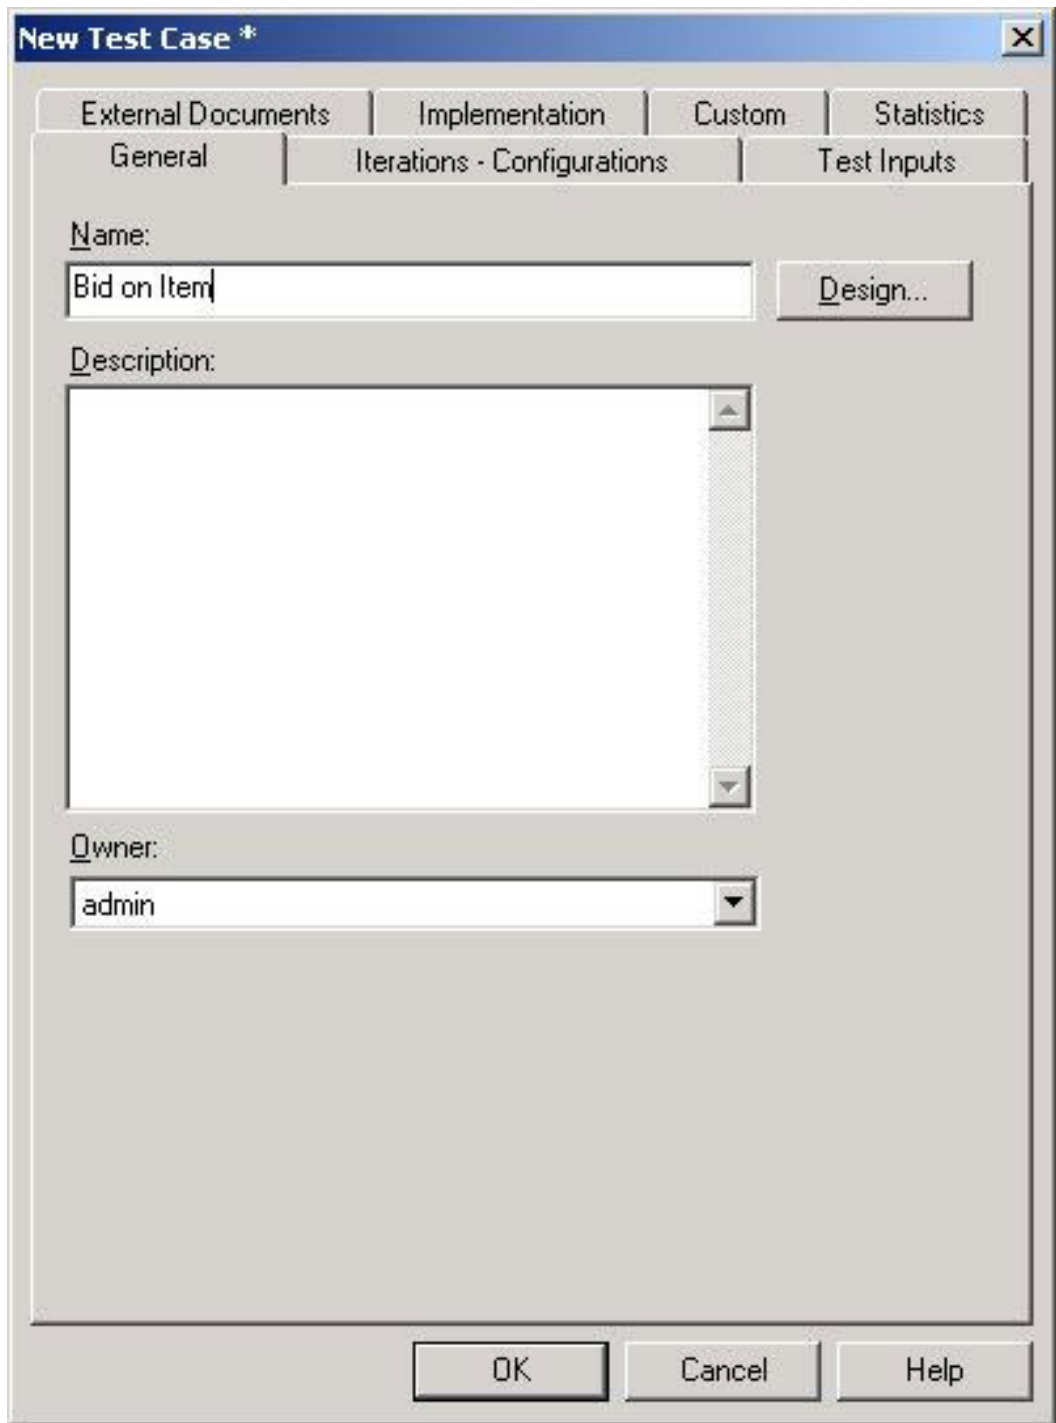 New Test Case *
External Documents Implementation Custom Statistics
General Iterations - Configurations Test Inputs
Name:
Bid on Item Design...
Description:
Owner:
admin
OK Cancel Help